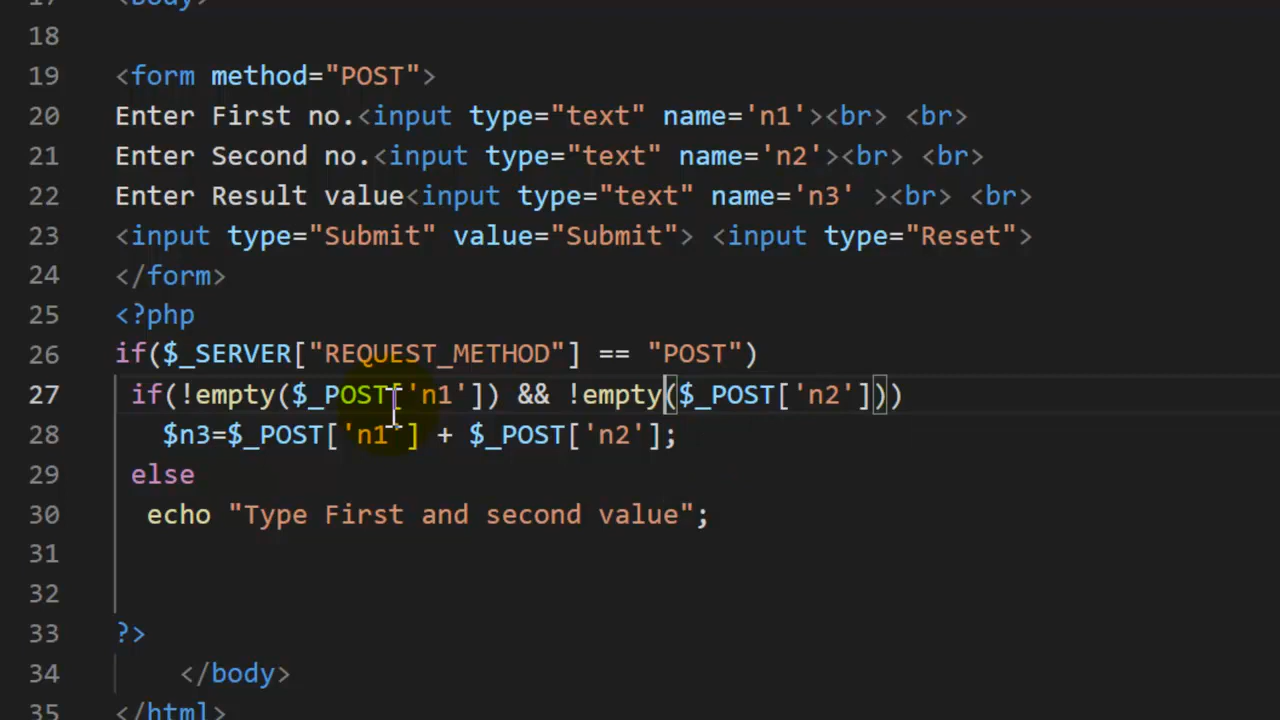 17 <body>
18
19 <form method="POST">
20 Enter First no.<input type="text" name='n1'><br> <br>
21 Enter Second no.<input type="text" name='n2'><br> <br>
22 Enter Result value<input type="text" name='n3' ><br> <br>
23 <input type="Submit" value="Submit"> <input type="Reset">
24 </form>
25 <?php
26 if($_SERVER["REQUEST_METHOD"] == "POST")
27 if(!empty($_POST['n1']) && !empty($_POST['n2']))
28 $n3=$_POST['n1'] + $_POST['n2'];
29 else
30 echo "Type First and second value";
31
32
33 ?>
34 </body>
35 </html>